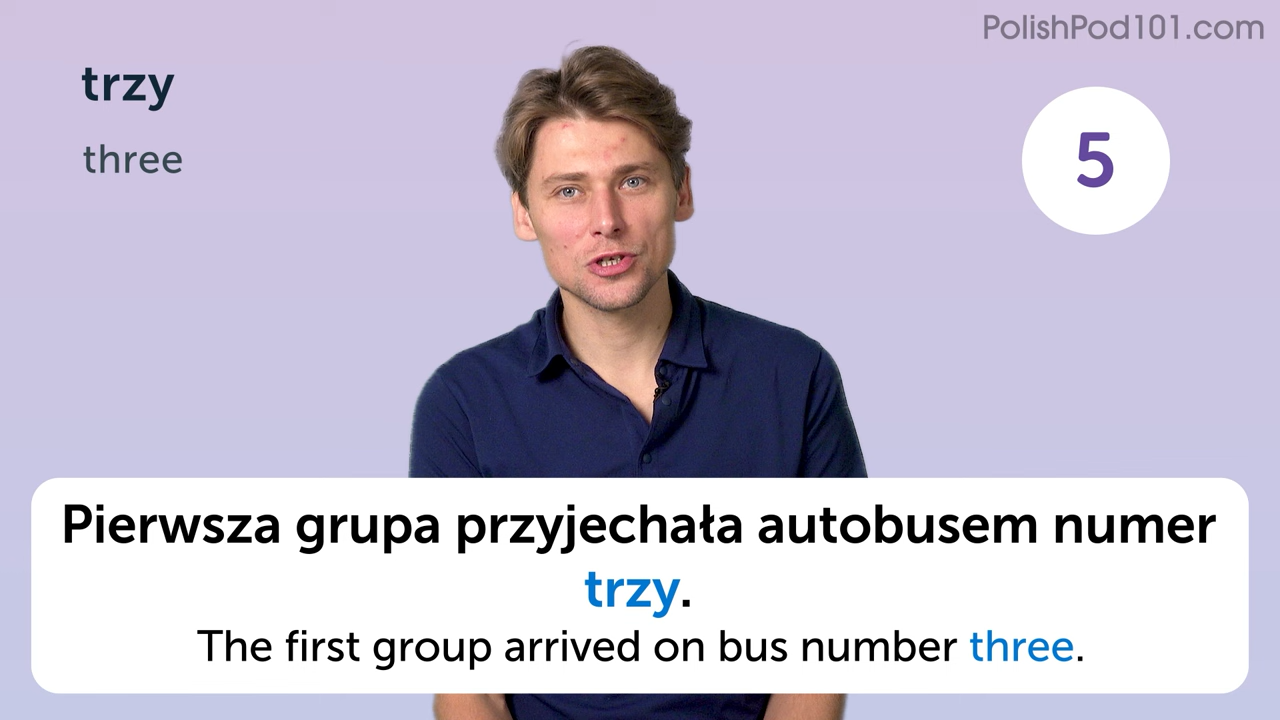 PolishPod101.com
trzy
three
5
Pierwsza grupa przyjechała autobusem numer
trzy.
The first group arrived on bus number three.